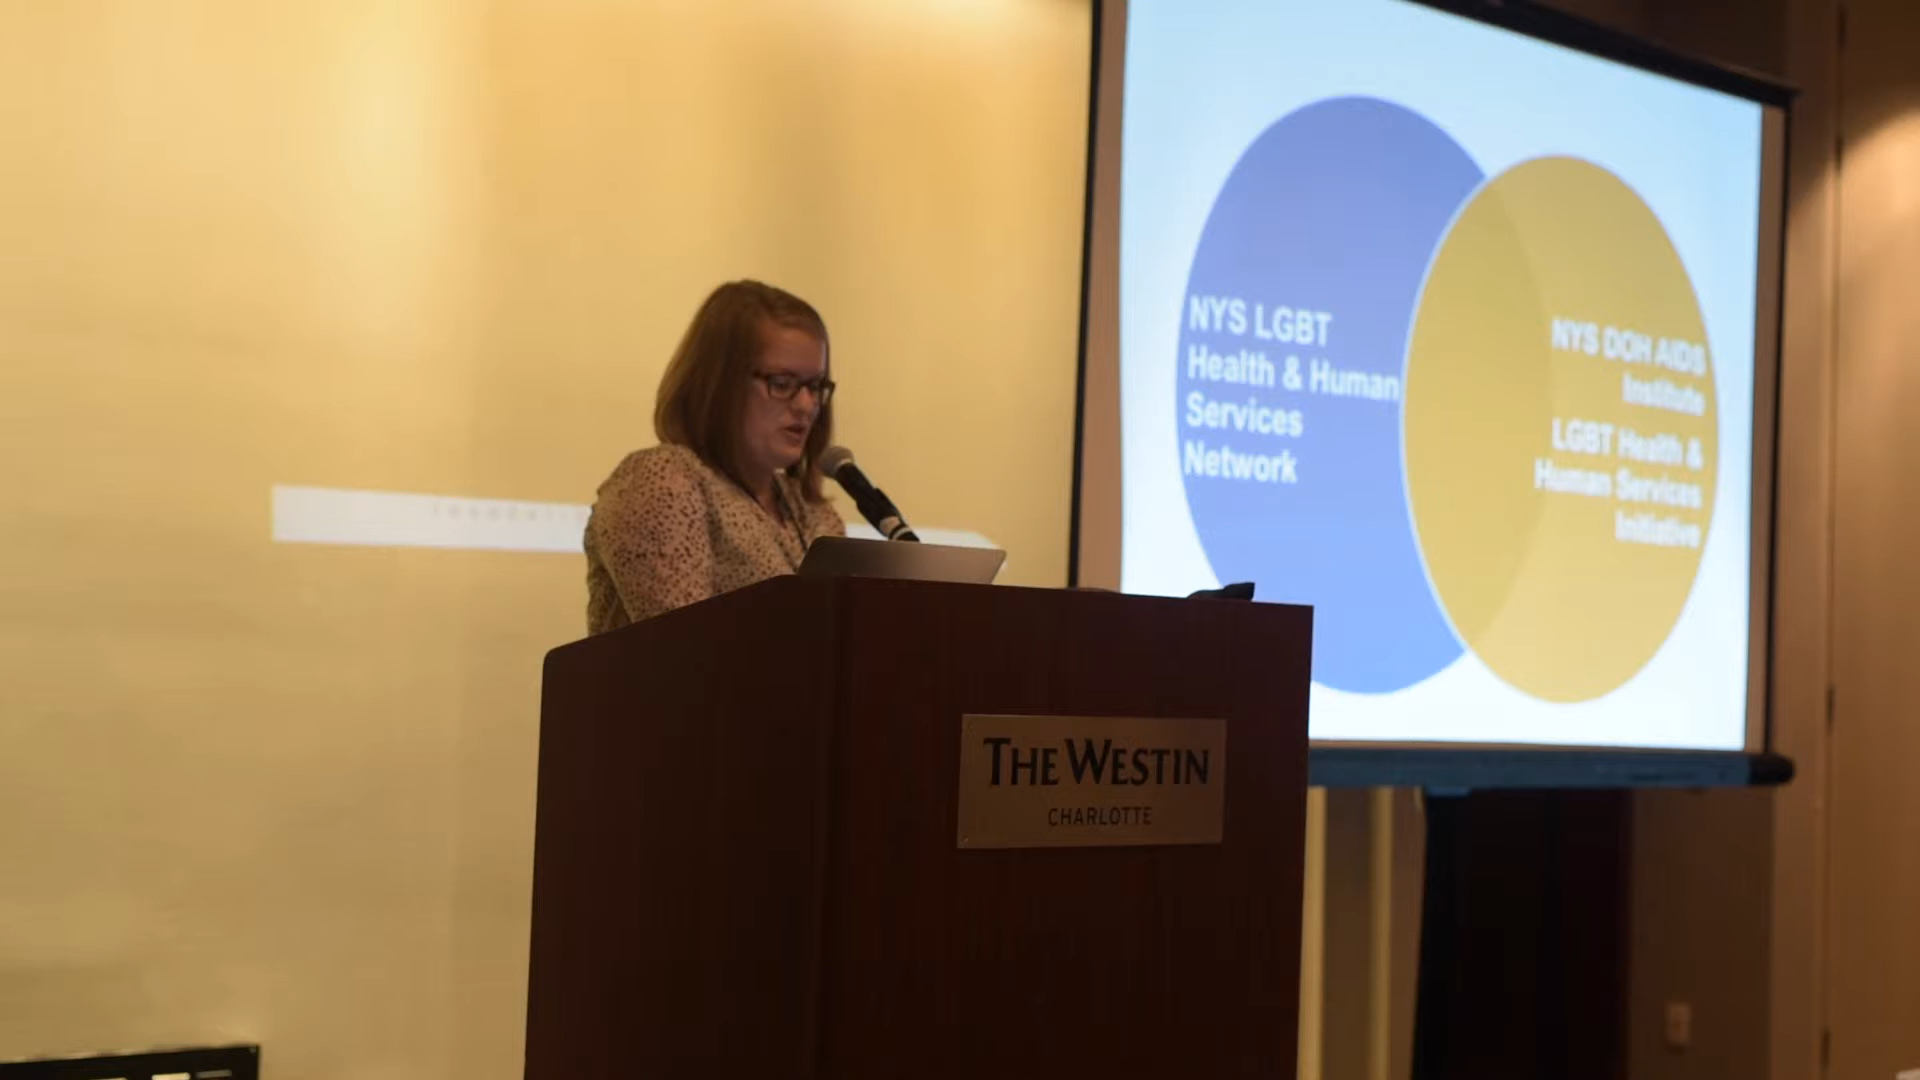 NYS LGBT
Health & Human
Services
Network
NYS DOH AIDS
Institute
LGBT Health &
Human Services
Initiative
THE WESTIN
CHARLOTTE